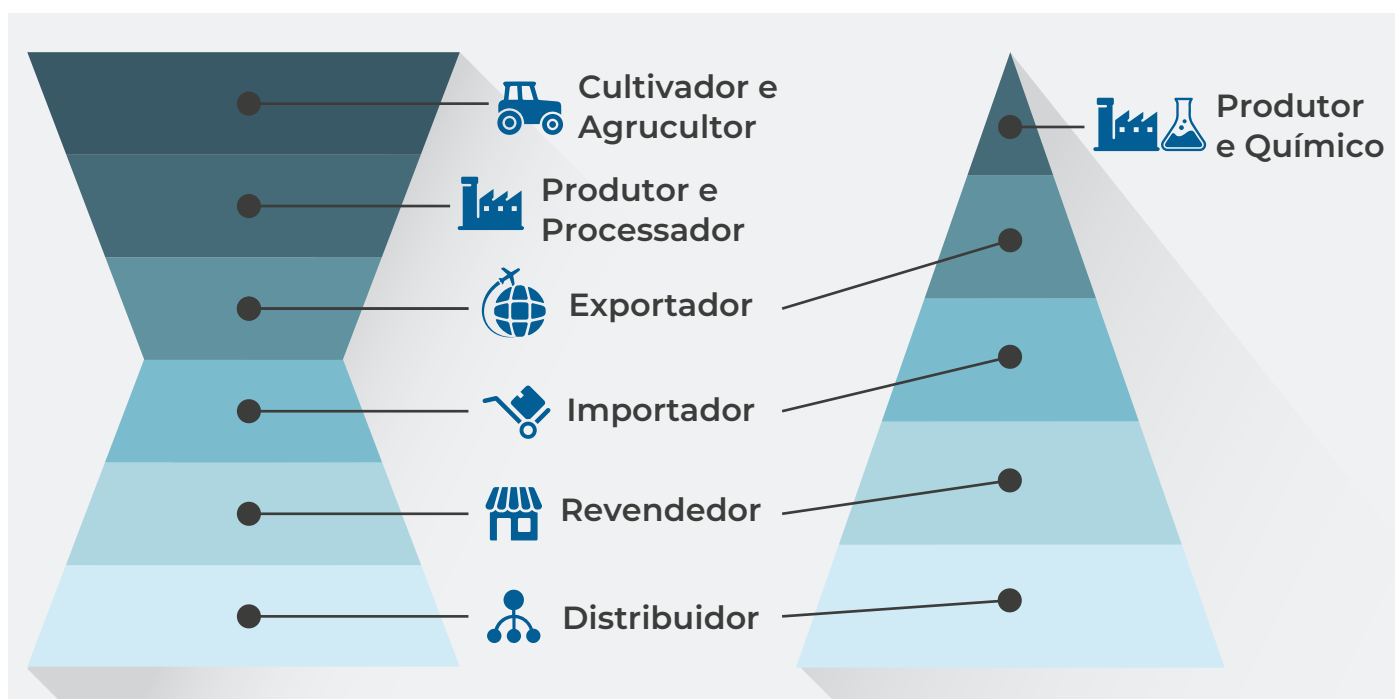 Cultivador e
Agrucultor
Produtor e
Processador
Exportador
Importador
Revendedor
Distribuidor
Produtor
e Químico